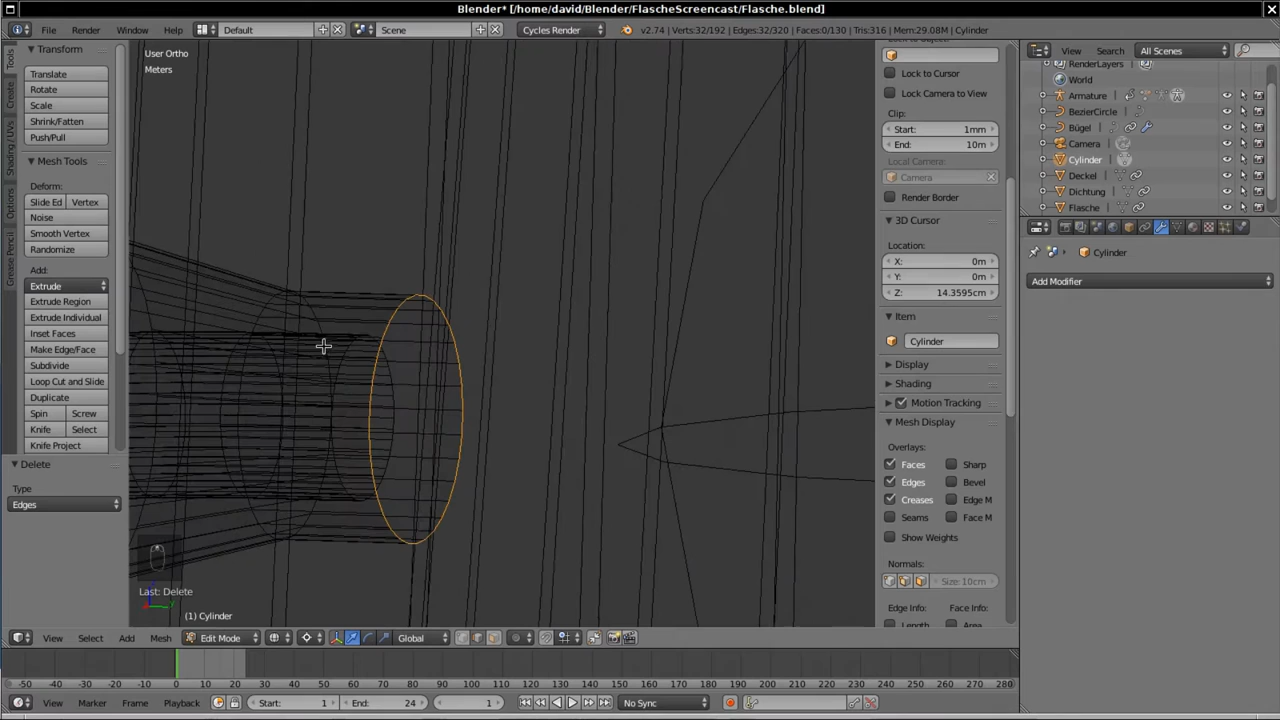 Blender* [/home/david/Blender/FlascheScreencast/Flasche.blend]
File Render Window Help Default Scene Cycles Render v2.74 | Verts:32/192 | Edges:32/320 | Faces:0/130 | Tris:316 | Mem:29.08M | Cylinder
Tools
Create
Shading / UVs
Options
Grease Pencil
Transform
Translate
Rotate
Scale
Shrink/Fatten
Push/Pull
Mesh Tools
Deform:
Slide Ed Vertex
Noise
Smooth Vertex
Randomize
Add:
Extrude
Extrude Region
Extrude Individual
Inset Faces
Make Edge/Face
Subdivide
Loop Cut and Slide
Duplicate
Spin Screw
Knife Select
Knife Project
Delete
Type
Edges
User Ortho
Meters
Last: Delete
(1) Cylinder
Lock to Cursor
Lock Camera to View
Clip:
Start: 1mm
End: 10m
Local Camera:
Camera
Render Border
3D Cursor
Location:
X: 0m
Y: 0m
Z: 14.3595cm
Item
Cylinder
Display
Shading
Motion Tracking
Mesh Display
Overlays:
Faces Sharp
Edges Bevel
Creases Edge M
Seams Face M
Show Weights
Normals:
Size: 10cm
Edge Info: Face Info:
Length Area
View Search All Scenes
RenderLayers
World
Armature
BezierCircle
Bügel
Camera
Cylinder
Deckel
Dichtung
Flasche
Cylinder
Add Modifier
View Select Add Mesh Edit Mode Global
-50 -40 -30 -20 -10 0 10 20 30 40 50 60 70 80 90 100 110 120 130 140 150 160 170 180 190 200 210 220 230 240 250 260 270 280
View Marker Frame Playback Start: 1 End: 24 1 No Sync